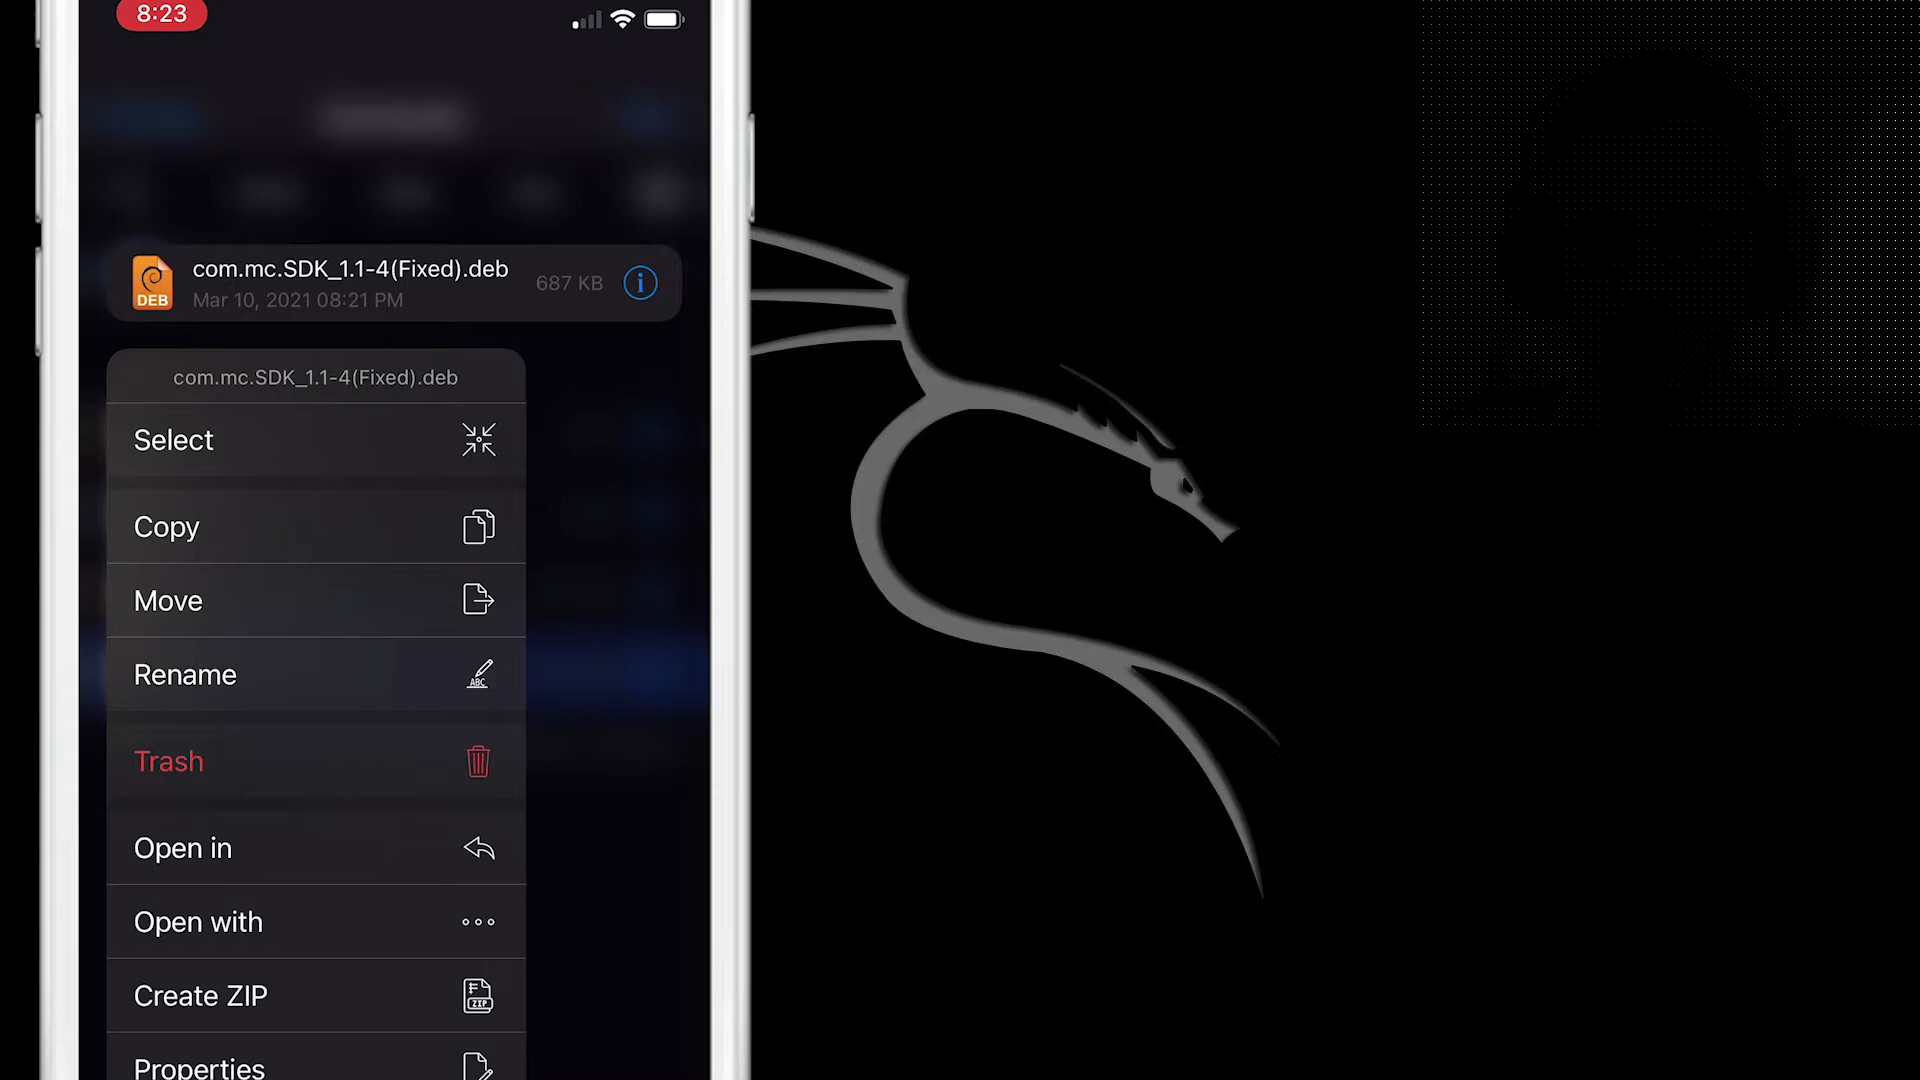 8:23
com.mc.SDK_1.1-4(Fixed).deb
687 KB
DEB
Mar 10, 2021 08:21 PM
com.mc.SDK_1.1-4(Fixed).deb
Select
Copy
Move
Rename
ABC
Trash
Open in
Open with
Create ZIP
ZIP
Properties